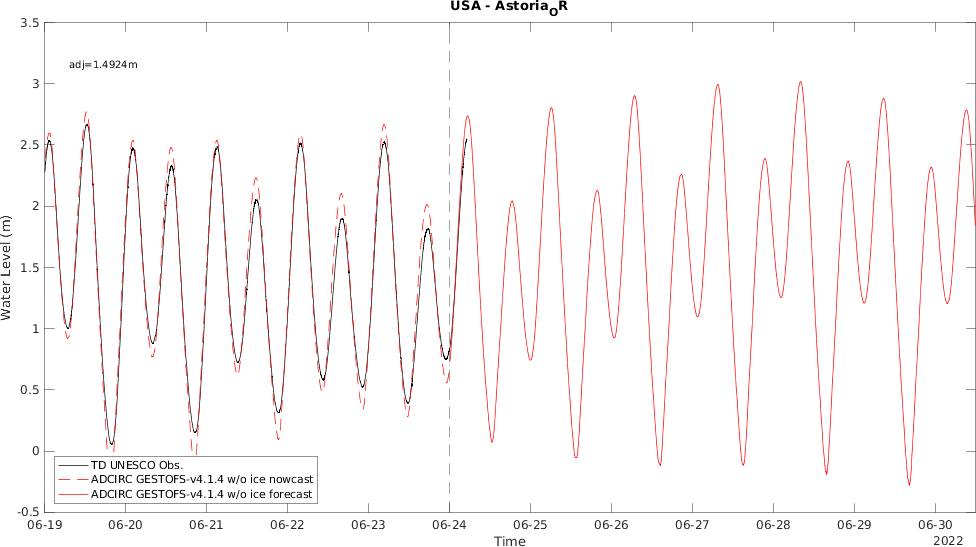 USA - Astoria_OR
adj=1.4924m
3.5
3
2.5
2
1.5
1
0.5
0
-0.5
Water Level (m)
TD UNESCO Obs.
ADCIRC GESTOFS-v4.1.4 w/o ice nowcast
ADCIRC GESTOFS-v4.1.4 w/o ice forecast
06-19 06-20 06-21 06-22 06-23 06-24 06-25 06-26 06-27 06-28 06-29 06-30
Time
2022